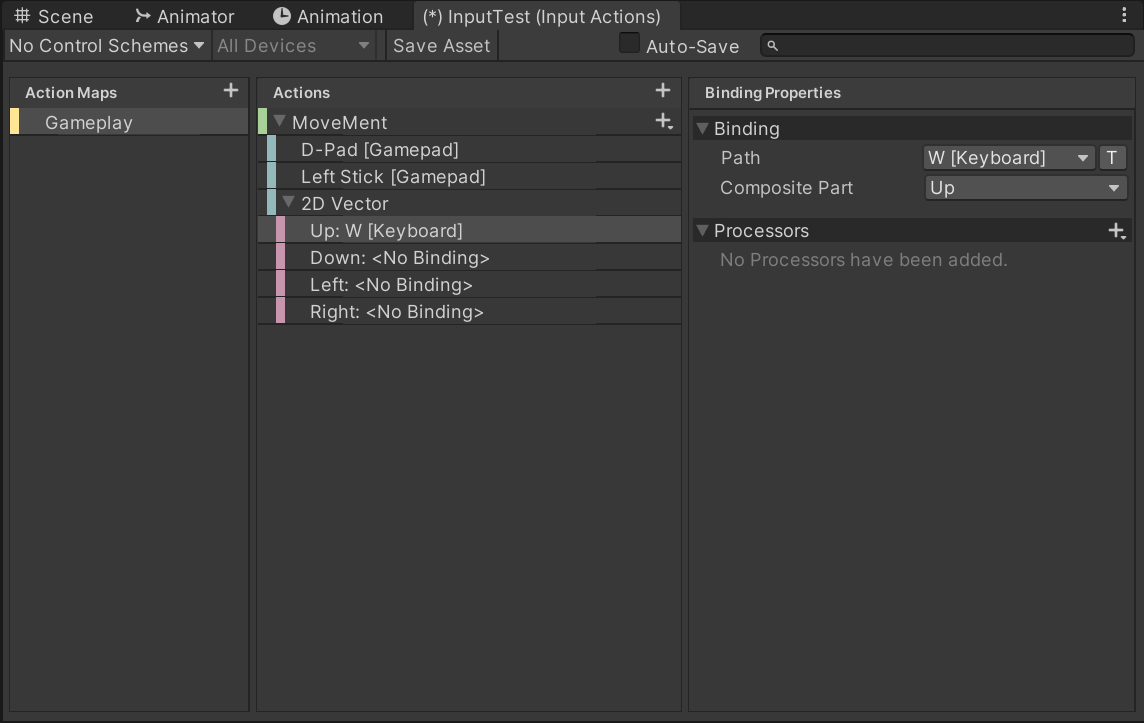 Scene Animator Animation (*) InputTest (Input Actions)
No Control Schemes All Devices Save Asset Auto-Save
Action Maps
Gameplay
Actions
MoveMent
D-Pad [Gamepad]
Left Stick [Gamepad]
2D Vector
Up: W [Keyboard]
Down: <No Binding>
Left: <No Binding>
Right: <No Binding>
Binding Properties
Binding
Path W [Keyboard] T
Composite Part Up
Processors
No Processors have been added.